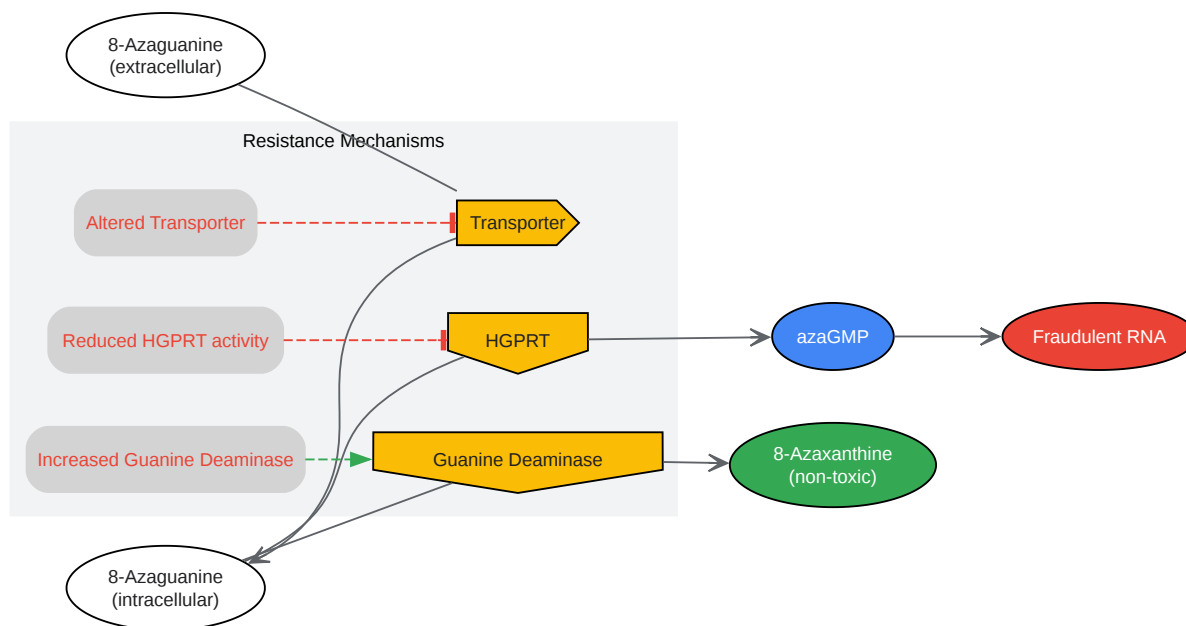 8-Azaguanine
(extracellular)
Resistance Mechanisms
Altered Transporter
Transporter
Reduced HGPRT activity
HGPRT
azaGMP
Fraudulent RNA
Increased Guanine Deaminase
Guanine Deaminase
8-Azaxanthine
(non-toxic)
8-Azaguanine
(intracellular)